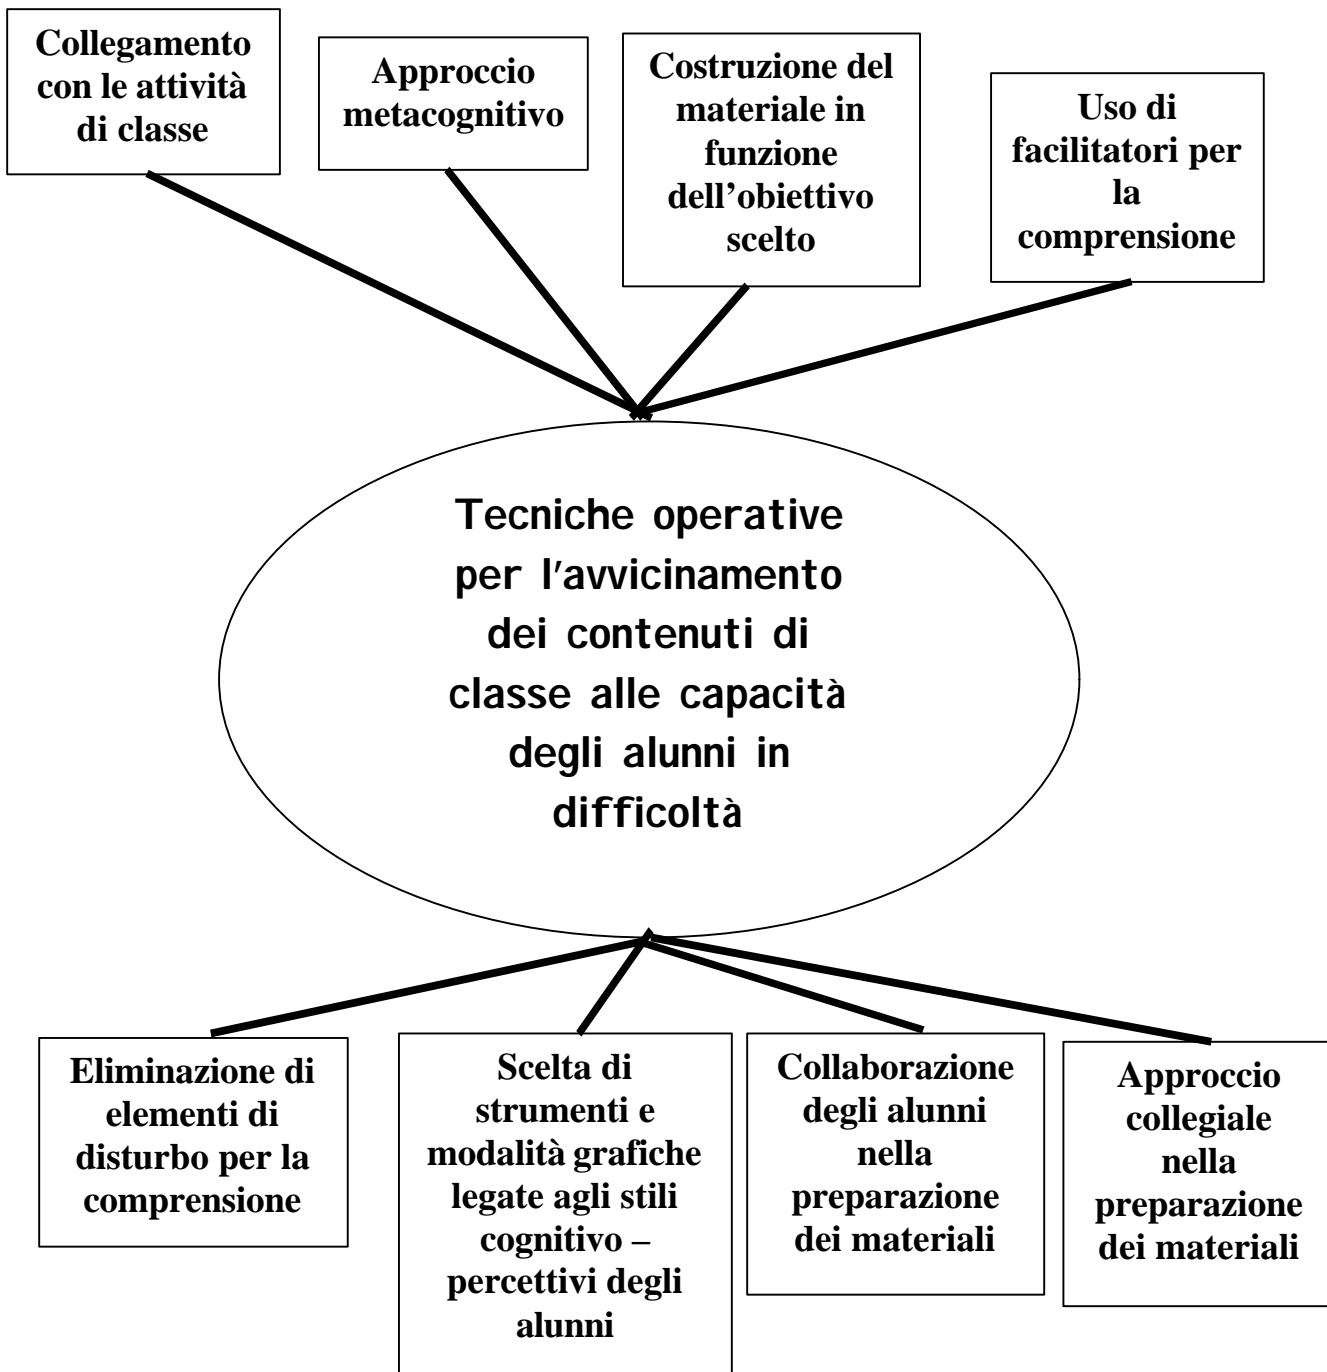 Collegamento
con le attività
di classe
Approccio
metacognitivo
Costruzione del
materiale in
funzione
dell’obiettivo
scelto
Uso di
facilitatori per
la
comprensione
Tecniche operative
per l’avvicinamento
dei contenuti di
classe alle capacità
degli alunni in
difficoltà
Eliminazione di
elementi di
disturbo per la
comprensione
Scelta di
strumenti e
modalità grafiche
legate agli stili
cognitivo –
percettivi degli
alunni
Collaborazione
degli alunni
nella
preparazione
dei materiali
Approccio
collegiale
nella
preparazione
dei materiali